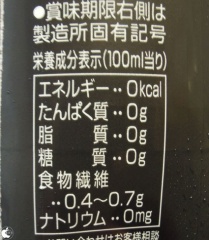 ●賞味期限右側は
製造所固有記号
栄養成分表示(100ml当り)
エネルギー‥0kcal
たんぱく質‥0g
脂　　質‥0g
糖　　質‥0g
食物繊維
‥0.4~0.7g
ナトリウム‥0mg